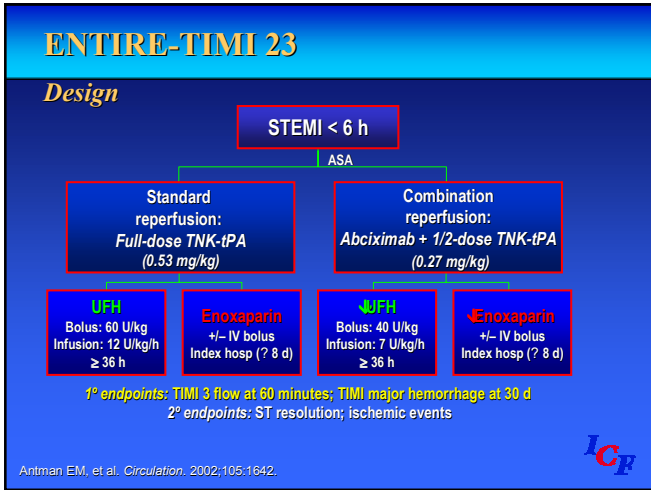 ENTIRE-TIMI 23
Design
STEMI < 6 h
ASA
Standard
reperfusion:
Full-dose TNK-tPA
(0.53 mg/kg)
Combination
reperfusion:
Abciximab + 1/2-dose TNK-tPA
(0.27 mg/kg)
UFH
Bolus: 60 U/kg
Infusion: 12 U/kg/h
≥ 36 h
Enoxaparin
+/– IV bolus
Index hosp (? 8 d)
↓UFH
Bolus: 40 U/kg
Infusion: 7 U/kg/h
≥ 36 h
↓Enoxaparin
+/– IV bolus
Index hosp (? 8 d)
1º endpoints: TIMI 3 flow at 60 minutes; TIMI major hemorrhage at 30 d
2º endpoints: ST resolution; ischemic events
Antman EM, et al. Circulation. 2002;105:1642.